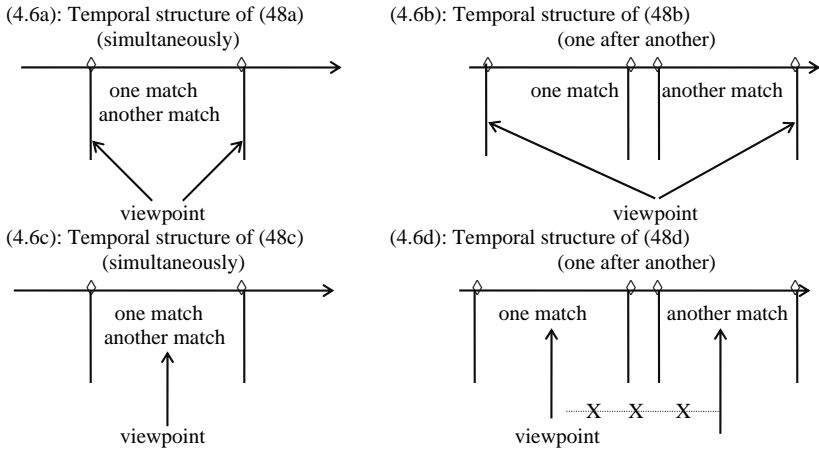 (4.6a): Temporal structure of (48a)
(simultaneously)
one match
another match
viewpoint
(4.6b): Temporal structure of (48b)
(one after another)
one match
another match
viewpoint
(4.6c): Temporal structure of (48c)
(simultaneously)
one match
another match
viewpoint
(4.6d): Temporal structure of (48d)
(one after another)
one match
another match
X X X
viewpoint